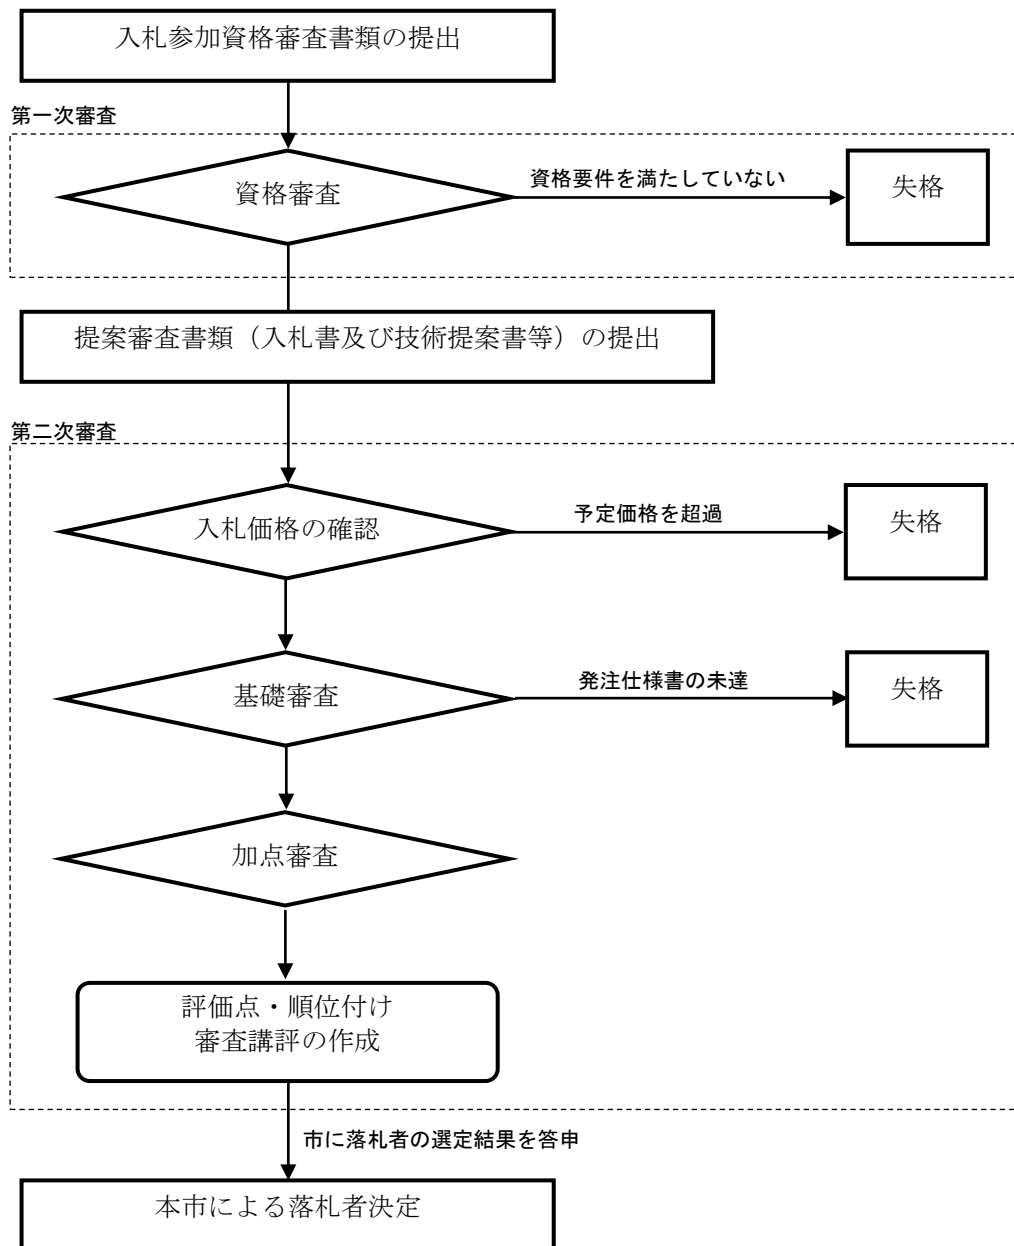 入札参加資格審査書類の提出
第一次審査
資格審査
資格要件を満たしていない
失格
提案審査書類（入札書及び技術提案書等）の提出
第二次審査
入札価格の確認
予定価格を超過
失格
基礎審査
発注仕様書の未達
失格
加点審査
評価点・順位付け
審査講評の作成
市に落札者の選定結果を答申
本市による落札者決定